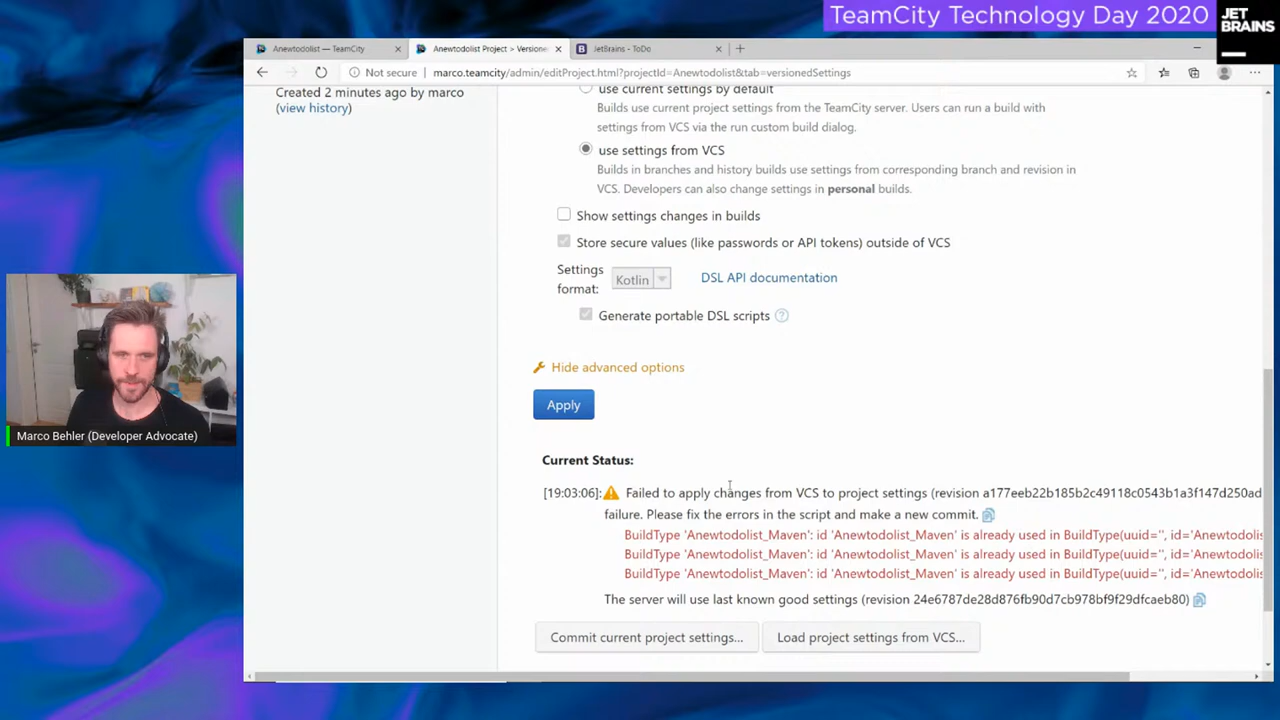 TeamCity Technology Day 2020
JET
BRAINS
Anewtodolist — TeamCity
Anewtodolist Project > Versione
JetBrains - ToDo
Not secure
marco.teamcity/admin/editProject.html?projectId=Anewtodolist&tab=versionedSettings
Created 2 minutes ago by marco
(view history)
use current settings by default
Builds use current project settings from the TeamCity server. Users can run a build with
settings from VCS via the run custom build dialog.
use settings from VCS
Builds in branches and history builds use settings from corresponding branch and revision in
VCS. Developers can also change settings in personal builds.
Show settings changes in builds
Store secure values (like passwords or API tokens) outside of VCS
Settings
format:
Kotlin
DSL API documentation
Generate portable DSL scripts
Hide advanced options
Apply
Current Status:
[19:03:06]: Failed to apply changes from VCS to project settings (revision a177eeb22b185b2c49118c0543b1a3f147d250ad
failure. Please fix the errors in the script and make a new commit.
BuildType 'Anewtodolist_Maven': id 'Anewtodolist_Maven' is already used in BuildType(uuid='', id='Anewtodolis
BuildType 'Anewtodolist_Maven': id 'Anewtodolist_Maven' is already used in BuildType(uuid='', id='Anewtodolis
BuildType 'Anewtodolist_Maven': id 'Anewtodolist_Maven' is already used in BuildType(uuid='', id='Anewtodolis
The server will use last known good settings (revision 24e6787de28d876fb90d7cb978bf9f29dfcaeb80)
Commit current project settings...
Load project settings from VCS...
Marco Behler (Developer Advocate)